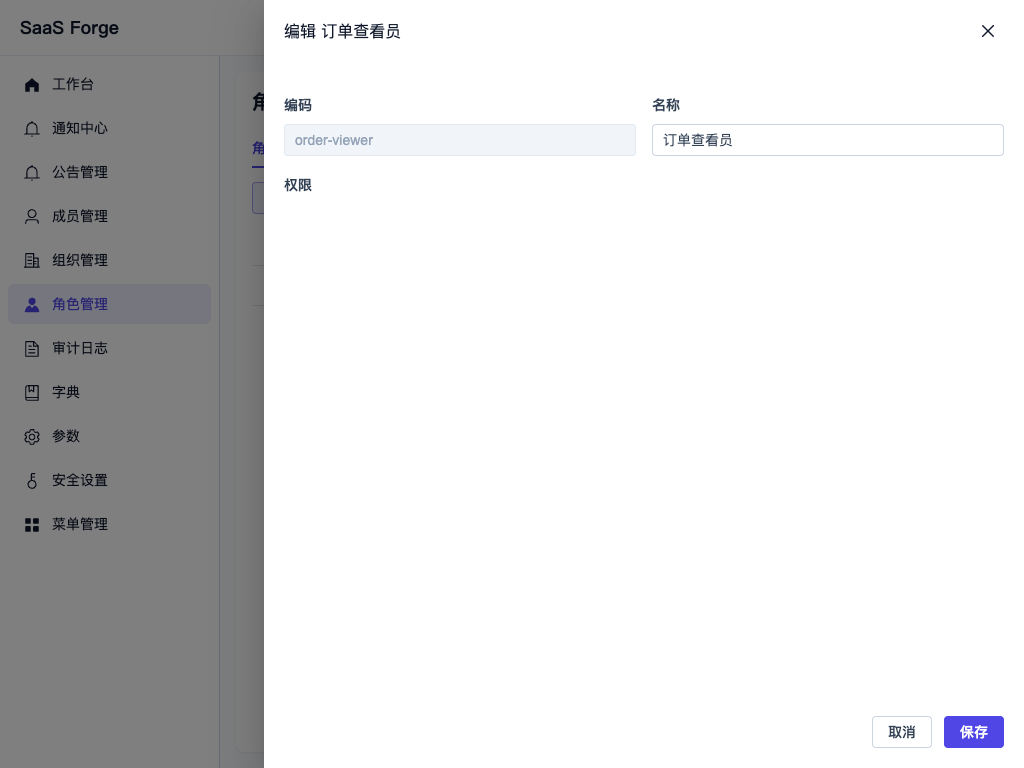 SaaS Forge
工作台
通知中心
公告管理
成员管理
组织管理
角色管理
审计日志
字典
参数
安全设置
菜单管理
角
角
编辑 订单查看员
编码
名称
order-viewer
订单查看员
权限
取消
保存